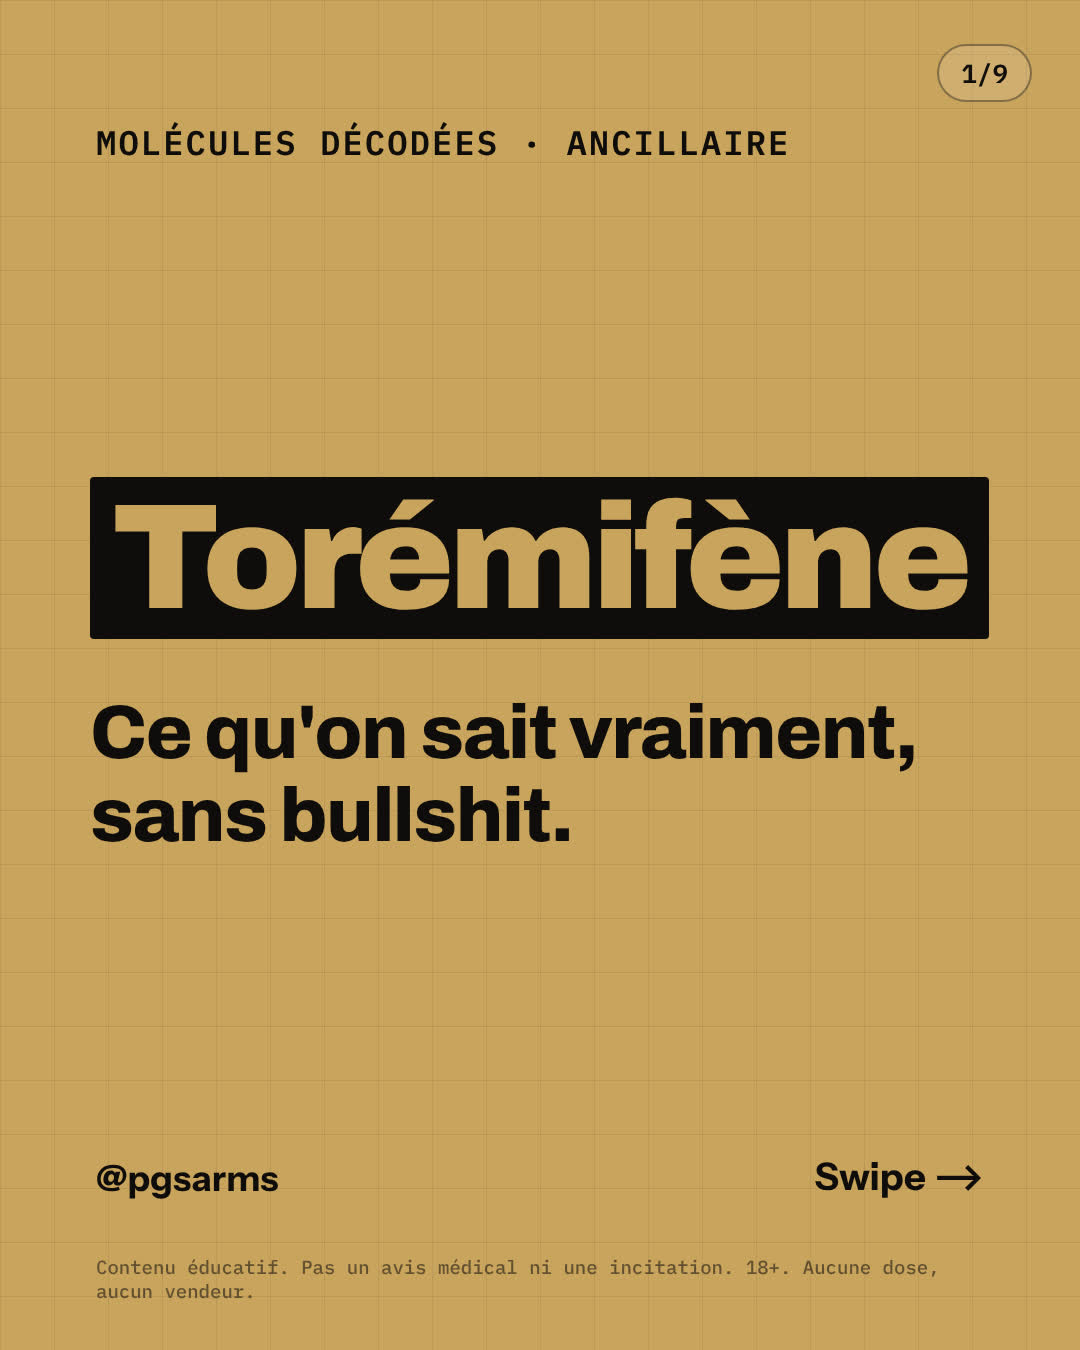 1/9
MOLÉCULES DÉCODÉES · ANCILLAIRE
Torémifène
Ce qu'on sait vraiment,
sans bullshit.
@pgsarms
Swipe →
Contenu éducatif. Pas un avis médical ni une incitation. 18+. Aucune dose,
aucun vendeur.